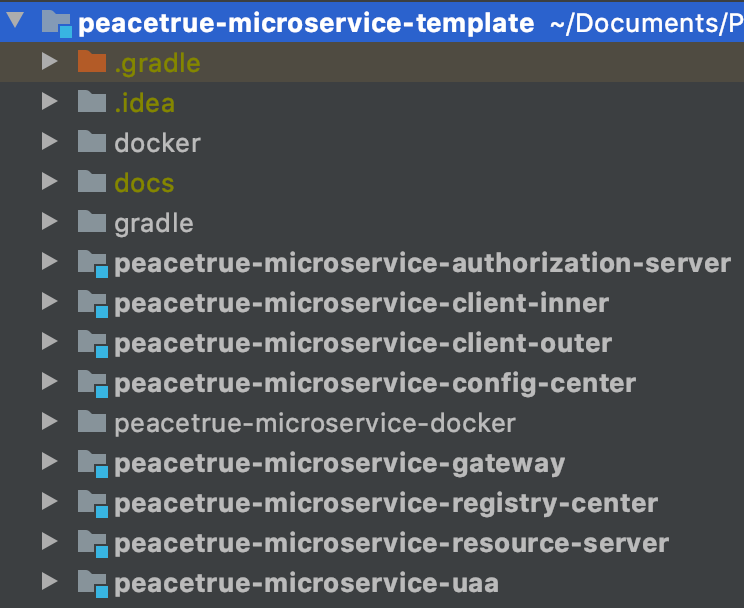 peacetrue-microservice-template ~/Documents/P
.gradle
.idea
docker
docs
gradle
peacetrue-microservice-authorization-server
peacetrue-microservice-client-inner
peacetrue-microservice-client-outer
peacetrue-microservice-config-center
peacetrue-microservice-docker
peacetrue-microservice-gateway
peacetrue-microservice-registry-center
peacetrue-microservice-resource-server
peacetrue-microservice-uaa